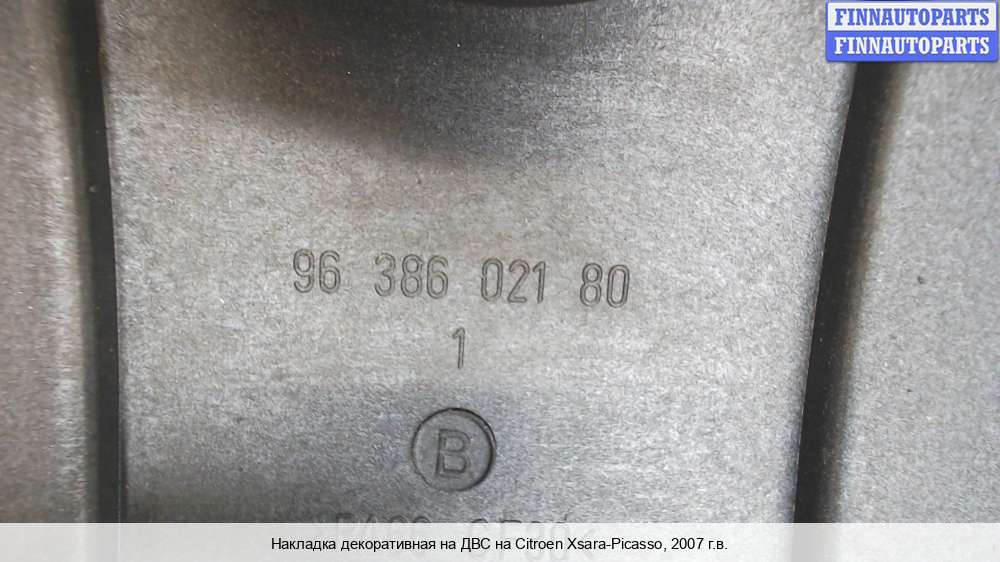 FINNAUTOPARTS
FINNAUTOPARTS
96 386 021 80
1
B
Накладка декоративная на ДВС на Citroen Xsara-Picasso, 2007 г.в.